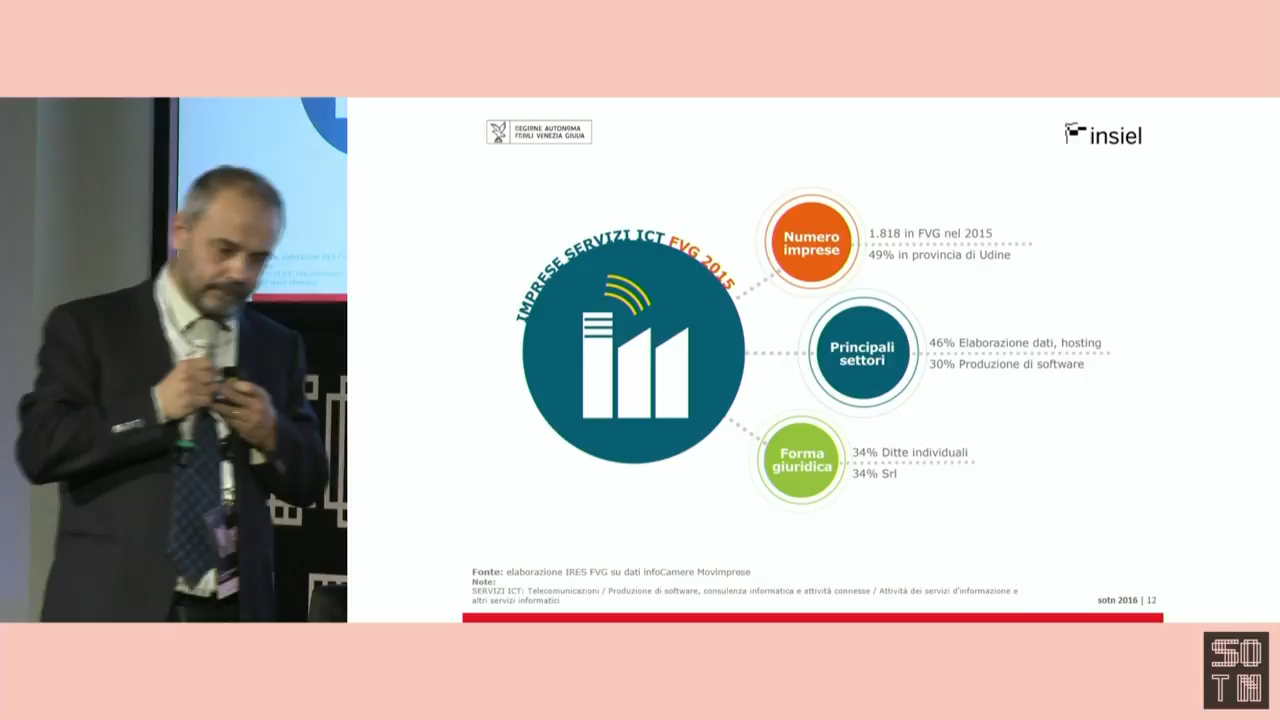 REGIONE AUTONOMA
FRIULI VENEZIA GIULIA
insiel
IMPRESE SERVIZI ICT FVG 2015
Numero
imprese
1.818 in FVG nel 2015
49% in provincia di Udine
Principali
settori
46% Elaborazione dati, hosting
30% Produzione di software
Forma
giuridica
34% Ditte individuali
34% Srl
Fonte: elaborazione IRES FVG su dati infoCamere Movimprese
Note:
SERVIZI ICT: Telecomunicazioni / Produzione di software, consulenza informatica e attività connesse / Attività dei servizi d'informazione e
altri servizi informatici
sotn 2016 | 12
SO
TN